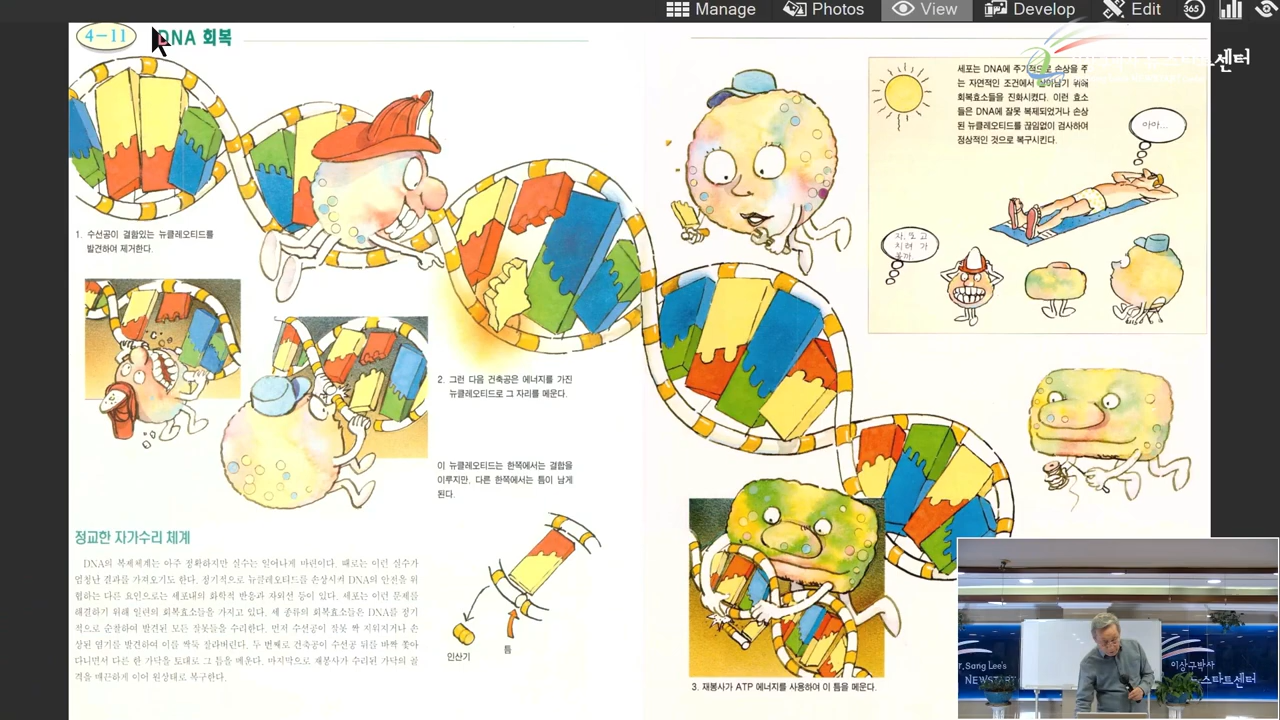 Manage
Photos
View
Develop
Edit
365
4-11
DNA 회복
1. 수선공이 결함있는 뉴클레오티드를
발견하여 제거한다.
2. 그런 다음 건축공은 에너지를 가진
뉴클레오티드로 그 자리를 메운다.
이 뉴클레오티드는 한쪽에서는 결합을
이루지만, 다른 한쪽에서는 틈이 남게
된다.
인산기
틈
정교한 자가수리 체계
DNA의 복제체계는 아주 정확하지만 실수는 일어나게 마련이다. 때로는 이런 실수가
엄청난 결과를 가져오기도 한다. 정기적으로 뉴클레오티드를 손상시켜 DNA의 안전을 위
협하는 다른 요인으로는 세포내의 화학적 반응과 자외선 등이 있다. 세포는 이런 문제를
해결하기 위해 일련의 회복효소들을 가지고 있다. 세 종류의 회복효소들은 DNA를 정기
적으로 순찰하여 발견된 모든 잘못들을 수리한다. 먼저 수선공이 잘못 짝 지워지거나 손
상된 염기를 발견하여 이를 싹둑 잘라버린다. 두 번째로 건축공이 수선공 뒤를 바짝 쫓아
다니면서 다른 한 가닥을 토대로 그 틈을 메운다. 마지막으로 재봉사가 수리된 가닥의 골
격을 매끈하게 이어 원상태로 복구한다.
세포는 DNA에 주기적으로 손상을 주
는 자연적인 조건에서 살아남기 위해
회복효소들을 진화시켰다. 이런 효소
들은 DNA에 잘못 복제되었거나 손상
된 뉴클레오티드를 끊임없이 검사하여
정상적인 것으로 복구시킨다.
아아...
자, 또 고
치러 가
볼까.
3. 재봉사가 ATP 에너지를 사용하여 이 틈을 메운다.
스타트센터
Dr.Sang Lee's
NEWSTART
이상구박사
뉴스타트센터